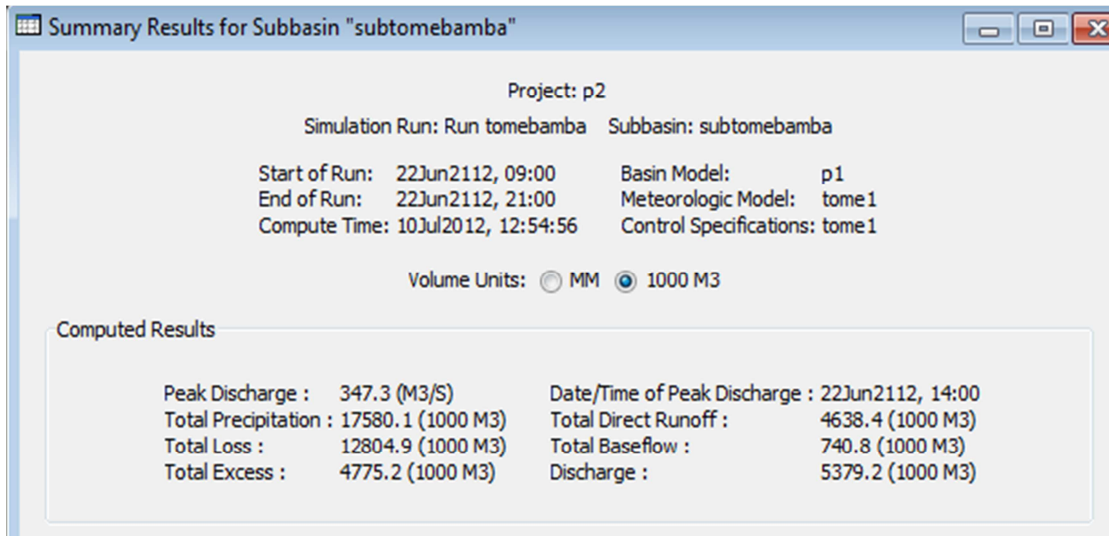 Summary Results for Subbasin "subtomebamba"
Project: p2
Simulation Run: Run tomebamba Subbasin: subtomebamba
Start of Run: 22Jun2112, 09:00 Basin Model: p1
End of Run: 22Jun2112, 21:00 Meteorologic Model: tome1
Compute Time: 10Jul2012, 12:54:56 Control Specifications: tome1
Volume Units: MM 1000 M3
Computed Results
Peak Discharge : 347.3 (M3/S) Date/Time of Peak Discharge : 22Jun2112, 14:00
Total Precipitation : 17580.1 (1000 M3) Total Direct Runoff : 4638.4 (1000 M3)
Total Loss : 12804.9 (1000 M3) Total Baseflow : 740.8 (1000 M3)
Total Excess : 4775.2 (1000 M3) Discharge : 5379.2 (1000 M3)